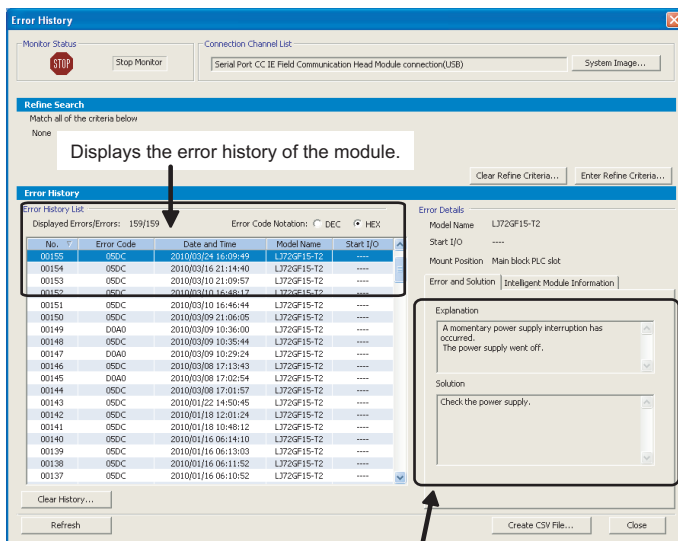 Error History
Monitor Status
STOP
Stop Monitor
Connection Channel List
Serial Port CC IE Field Communication Head Module connection(USB)
System Image...
Refine Search
Match all of the criteria below
None
Displays the error history of the module.
Clear Refine Criteria...
Enter Refine Criteria...
Error History
Error History List
Displayed Errors/Errors: 159/159
Error Code Notation: DEC HEX
No. Error Code Date and Time Model Name Start I/O
00155 05DC 2010/03/24 16:09:49 LJ72GF15-T2 ----
00154 05DC 2010/03/16 21:14:40 LJ72GF15-T2 ----
00153 05DC 2010/03/16 21:09:57 LJ72GF15-T2 ----
00152 05DC 2010/03/10 16:48:17 LJ72GF15-T2 ----
00151 05DC 2010/03/10 16:46:44 LJ72GF15-T2 ----
00150 05DC 2010/03/09 21:06:05 LJ72GF15-T2 ----
00149 D0A0 2010/03/09 10:36:00 LJ72GF15-T2 ----
00148 05DC 2010/03/09 10:35:44 LJ72GF15-T2 ----
00147 D0A0 2010/03/09 10:29:24 LJ72GF15-T2 ----
00146 05DC 2010/03/08 17:13:43 LJ72GF15-T2 ----
00145 D0A0 2010/03/08 17:02:54 LJ72GF15-T2 ----
00144 05DC 2010/03/08 17:01:57 LJ72GF15-T2 ----
00143 05DC 2010/01/22 14:50:45 LJ72GF15-T2 ----
00142 05DC 2010/01/18 12:01:24 LJ72GF15-T2 ----
00141 05DC 2010/01/18 10:48:12 LJ72GF15-T2 ----
00140 05DC 2010/01/16 06:14:10 LJ72GF15-T2 ----
00139 05DC 2010/01/16 06:13:03 LJ72GF15-T2 ----
00138 05DC 2010/01/16 06:11:52 LJ72GF15-T2 ----
00137 05DC 2010/01/16 06:10:52 LJ72GF15-T2 ----
Error Details
Model Name LJ72GF15-T2
Start I/O ----
Mount Position Main block PLC slot
Error and Solution
Intelligent Module Information
Explanation
A momentary power supply interruption has
occurred.
The power supply went off.
Solution
Check the power supply.
Clear History...
Refresh
Create CSV File...
Close